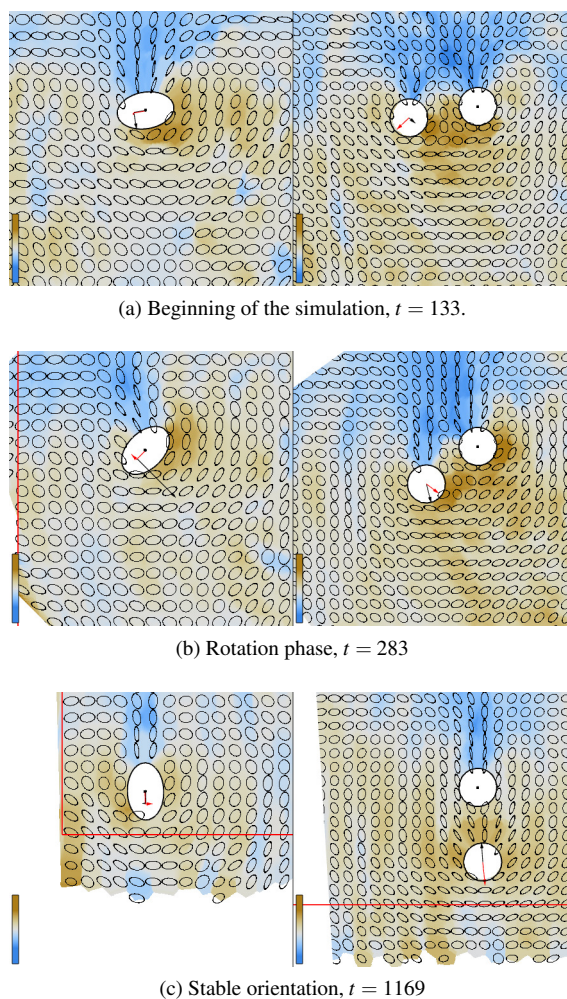 (a) Beginning of the simulation, t = 133.
(b) Rotation phase, t = 283
(c) Stable orientation, t = 1169